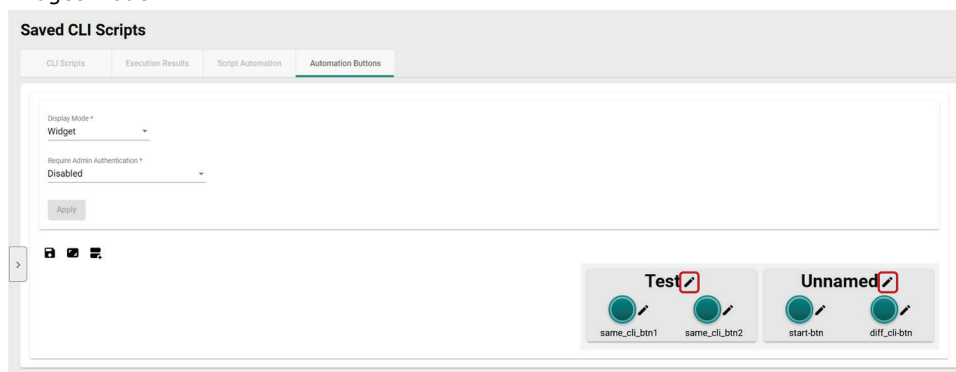 Saved CLI Scripts
CLI Scripts Execution Results Script Automation Automation Buttons
Display Mode *
Widget
Require Admin Authentication *
Disabled
Apply
Test Unnamed
same_cli_btn1 same_cli_btn2 start-btn diff_cli-btn